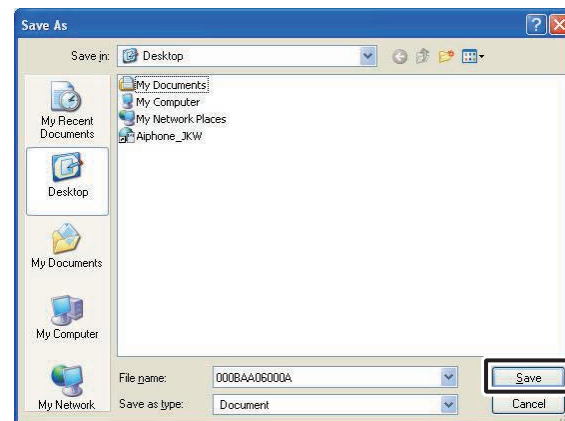 Save As
Save in: Desktop
My Recent Documents
Desktop
My Documents
My Computer
My Network
My Documents
My Computer
My Network Places
Aiphone_JKW
File name: 000BAA06000A Save
Save as type: Document Cancel